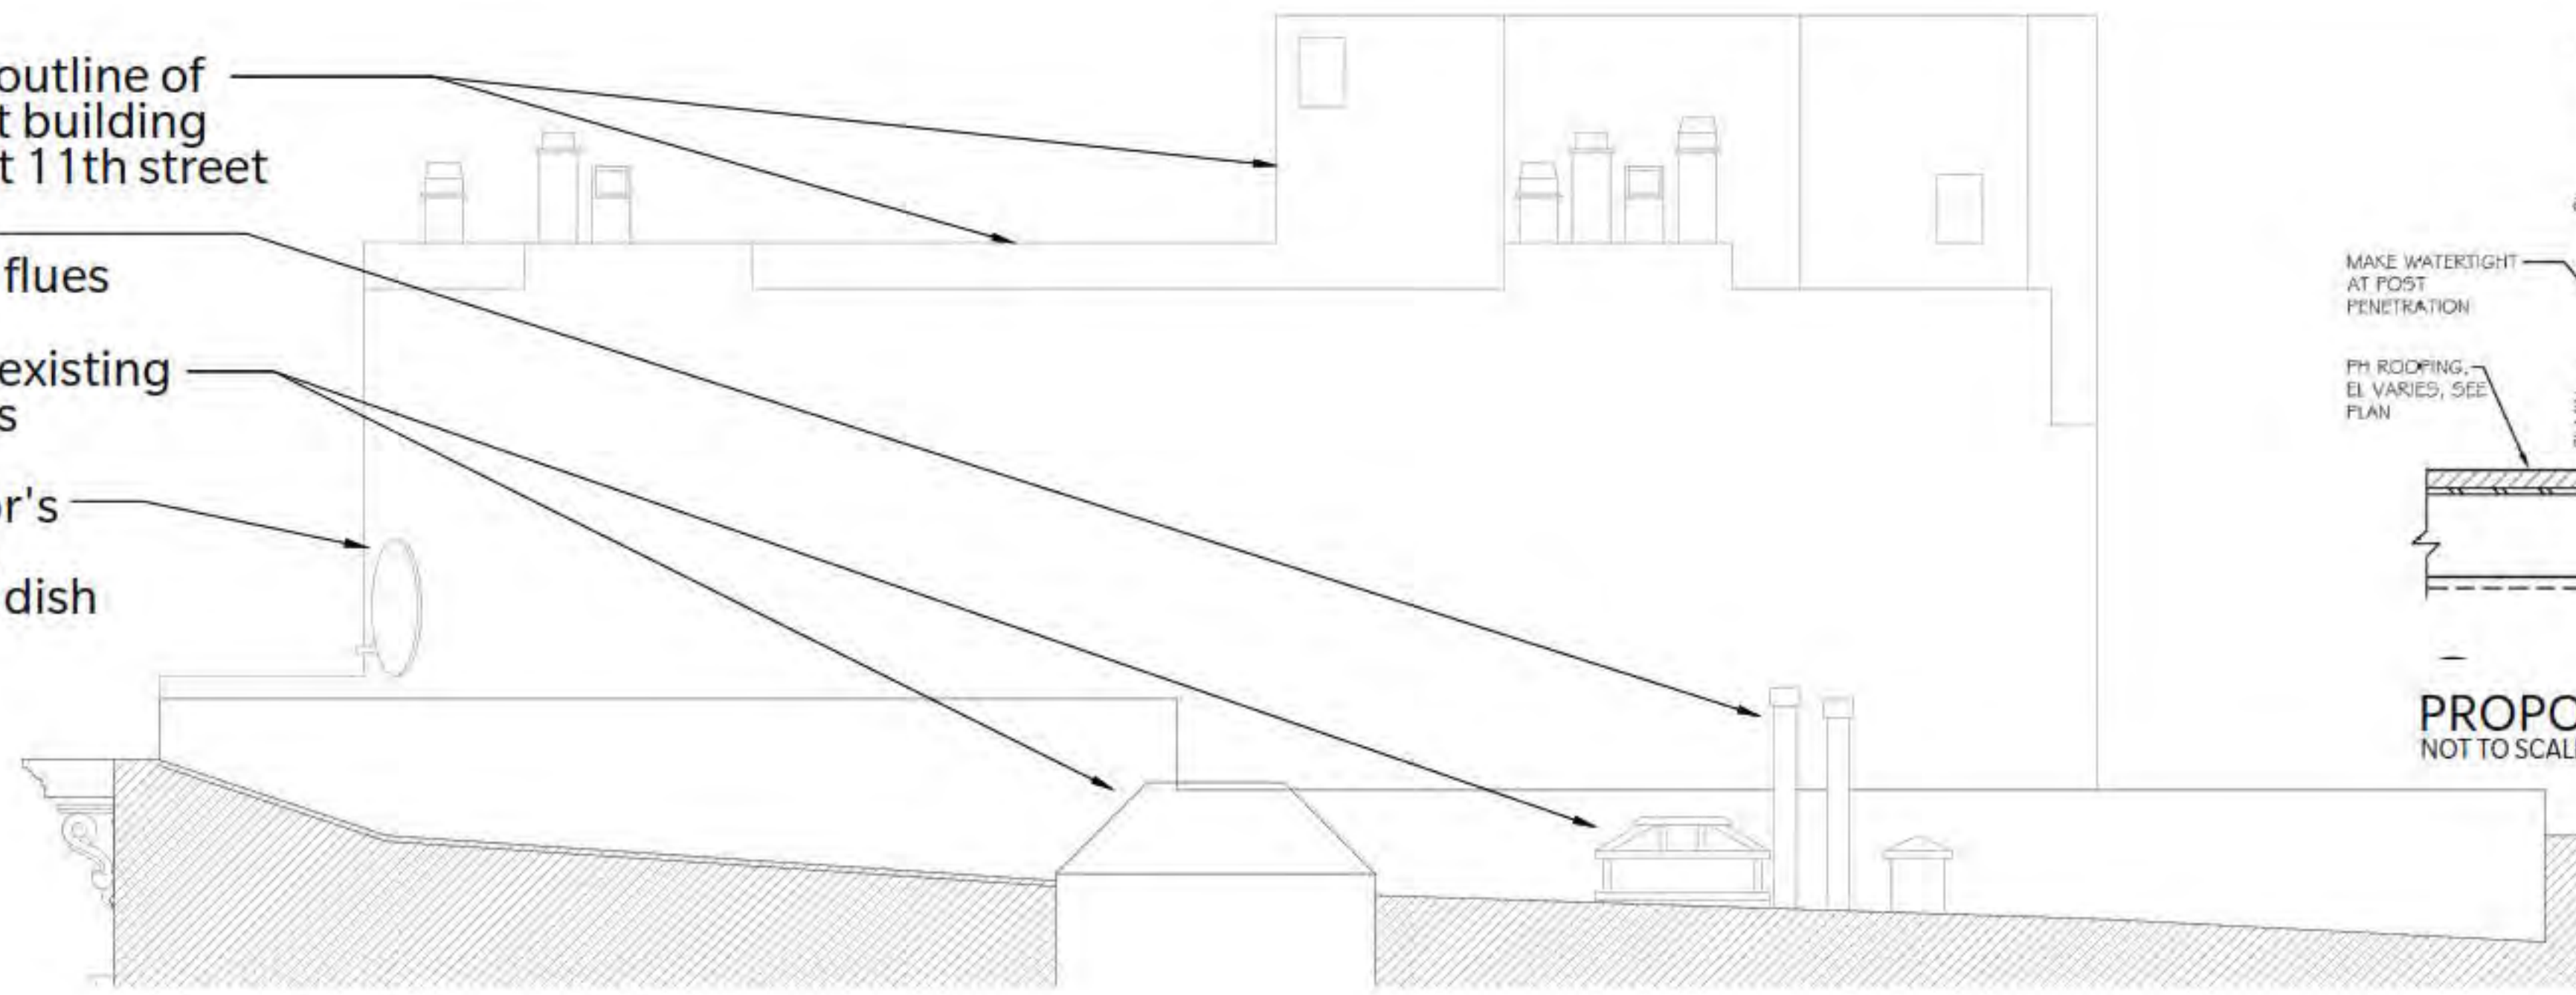 outline of
t building
t 11th street
flues
existing
s
or's
dish
MAKE WATERTIGHT
AT POST
PENETRATION
PH ROOFING,
EL VARIES, SEE
PLAN
PROPO
NOT TO SCAL